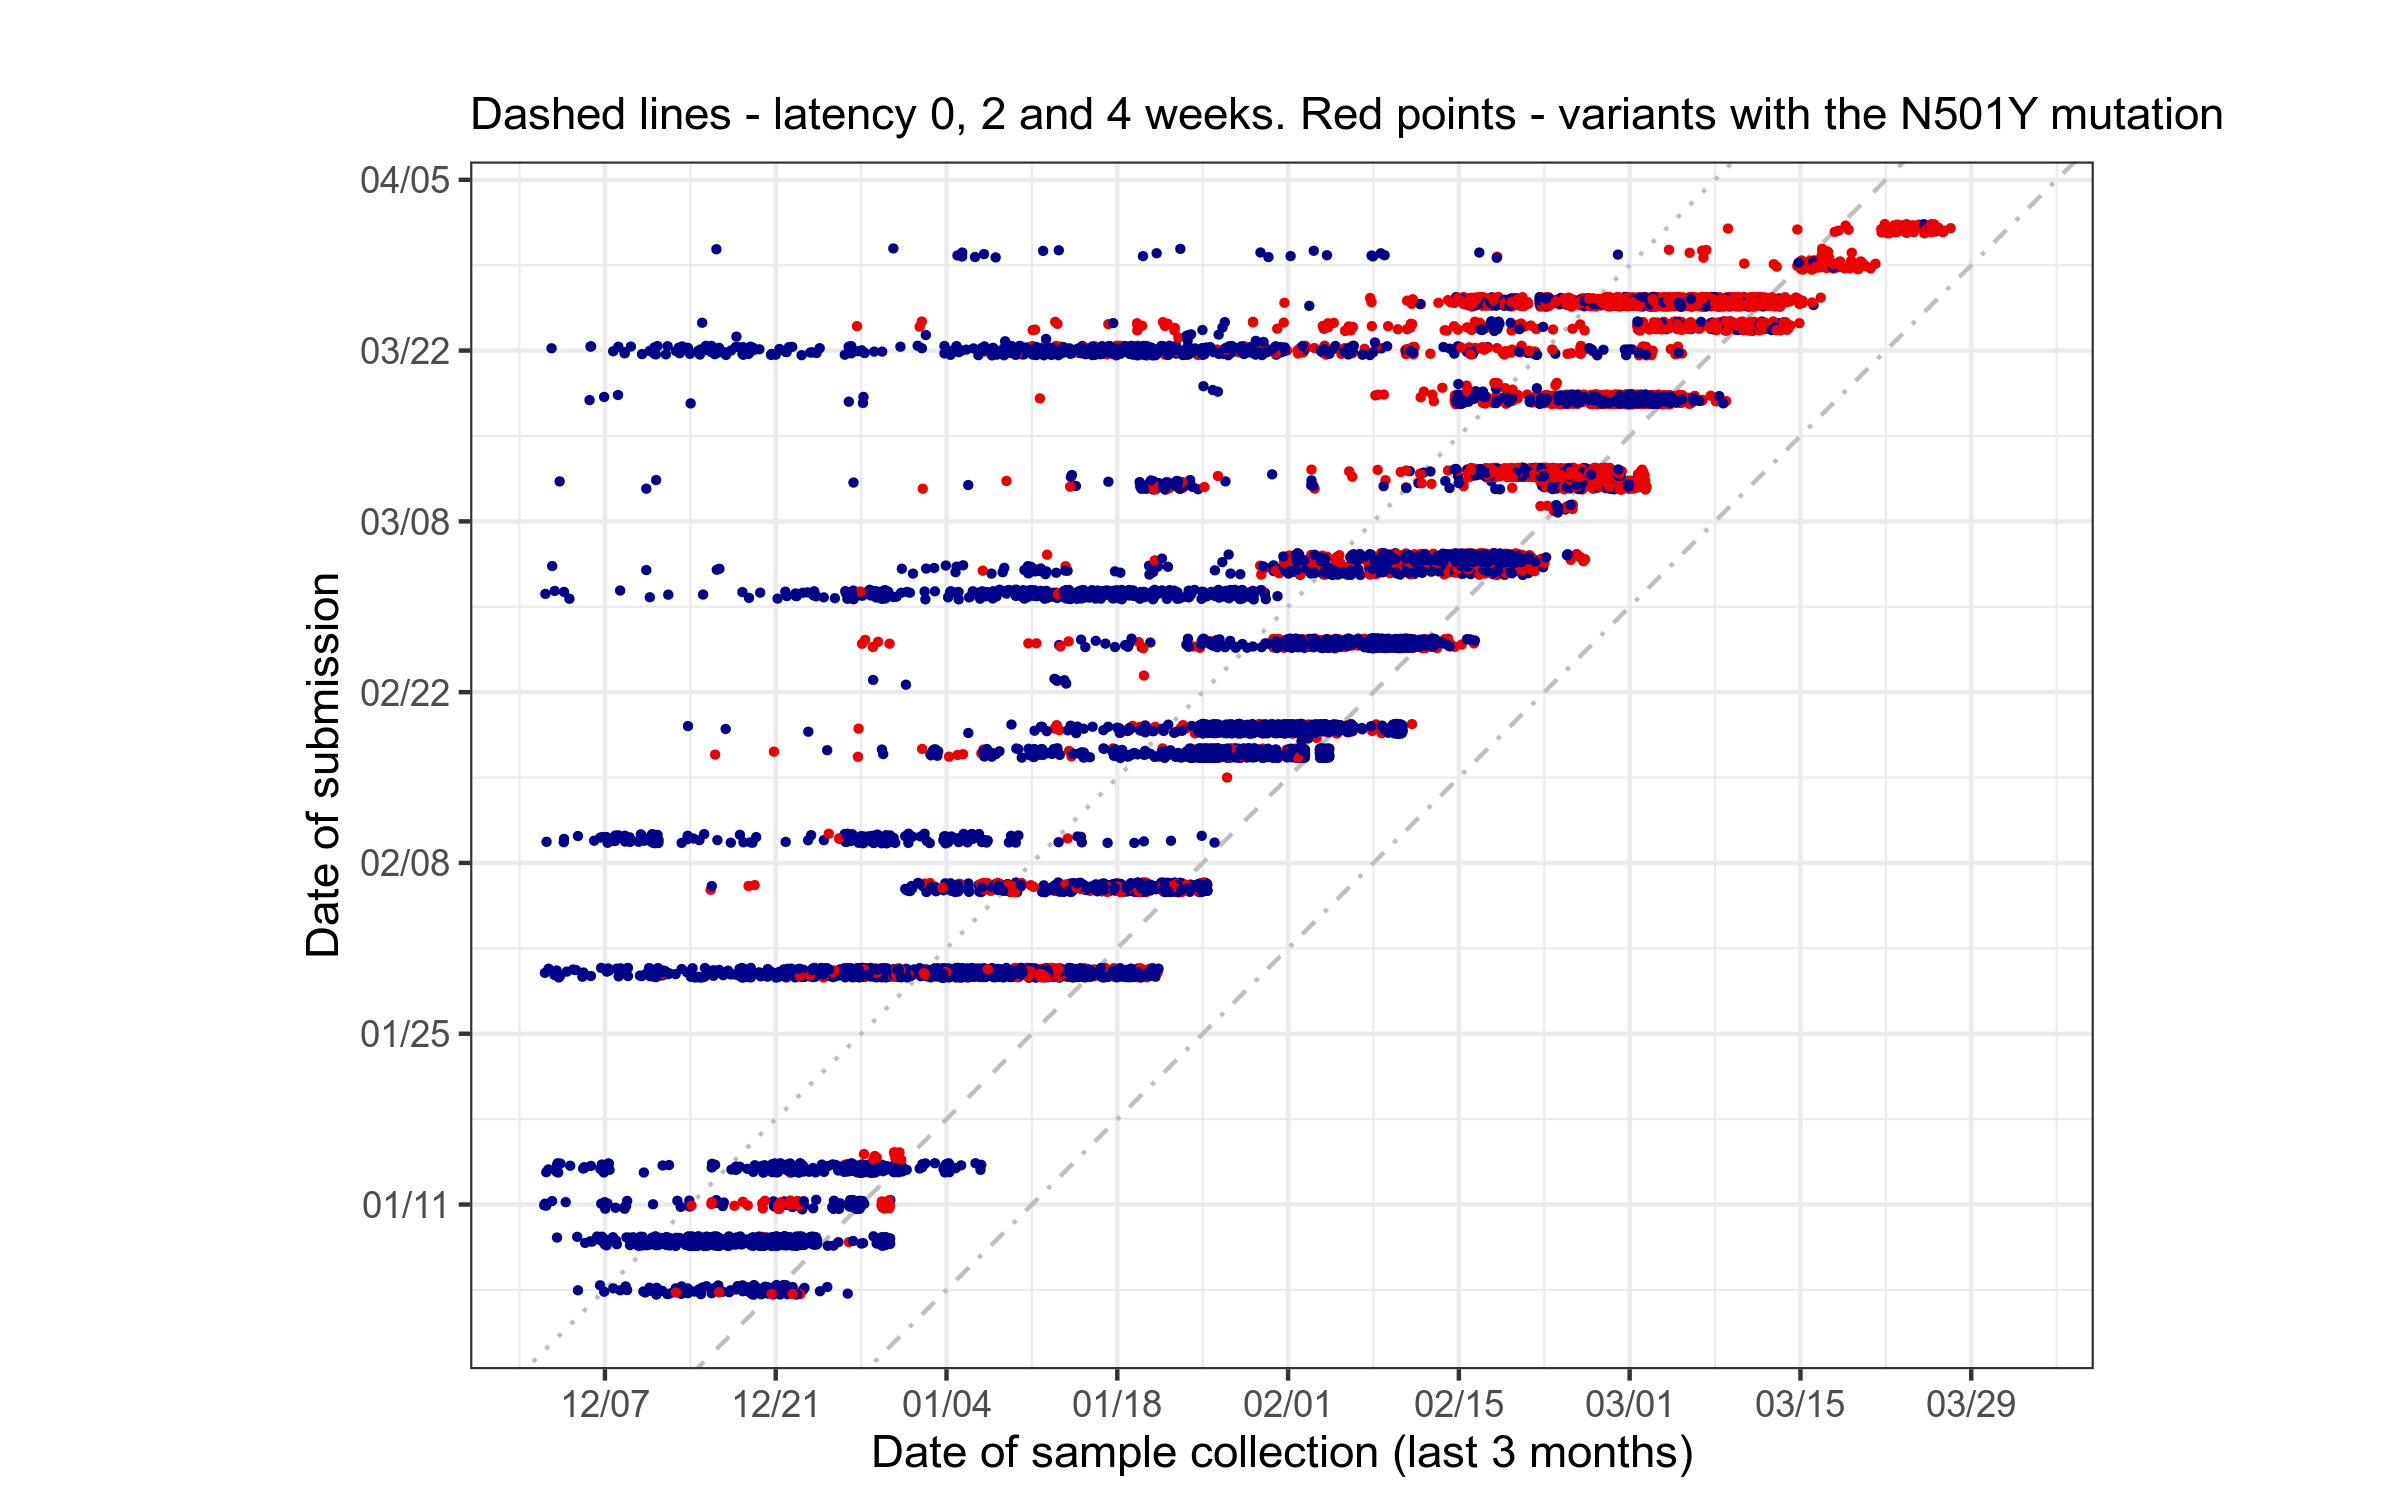 Dashed lines - latency 0, 2 and 4 weeks. Red points - variants with the N501Y mutation
04/05
03/22
03/08
02/22
02/08
01/25
01/11
Date of submission
12/07 12/21 01/04 01/18 02/01 02/15 03/01 03/15 03/29
Date of sample collection (last 3 months)